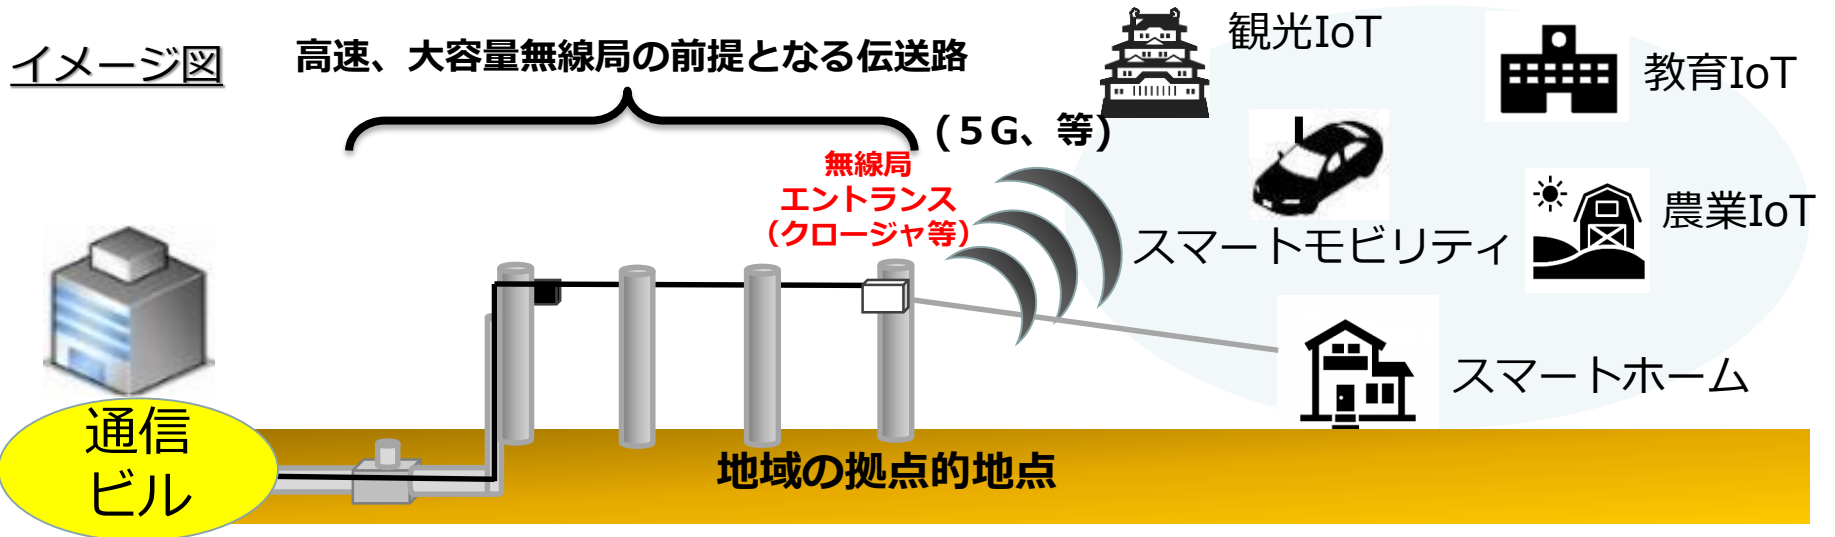 イメージ図
高速、大容量無線局の前提となる伝送路
(5G、等)
無線局
エントランス
(クロージャ等)
観光IoT
教育IoT
スマートモビリティ
農業IoT
スマートホーム
通信
ビル
地域の拠点的地点